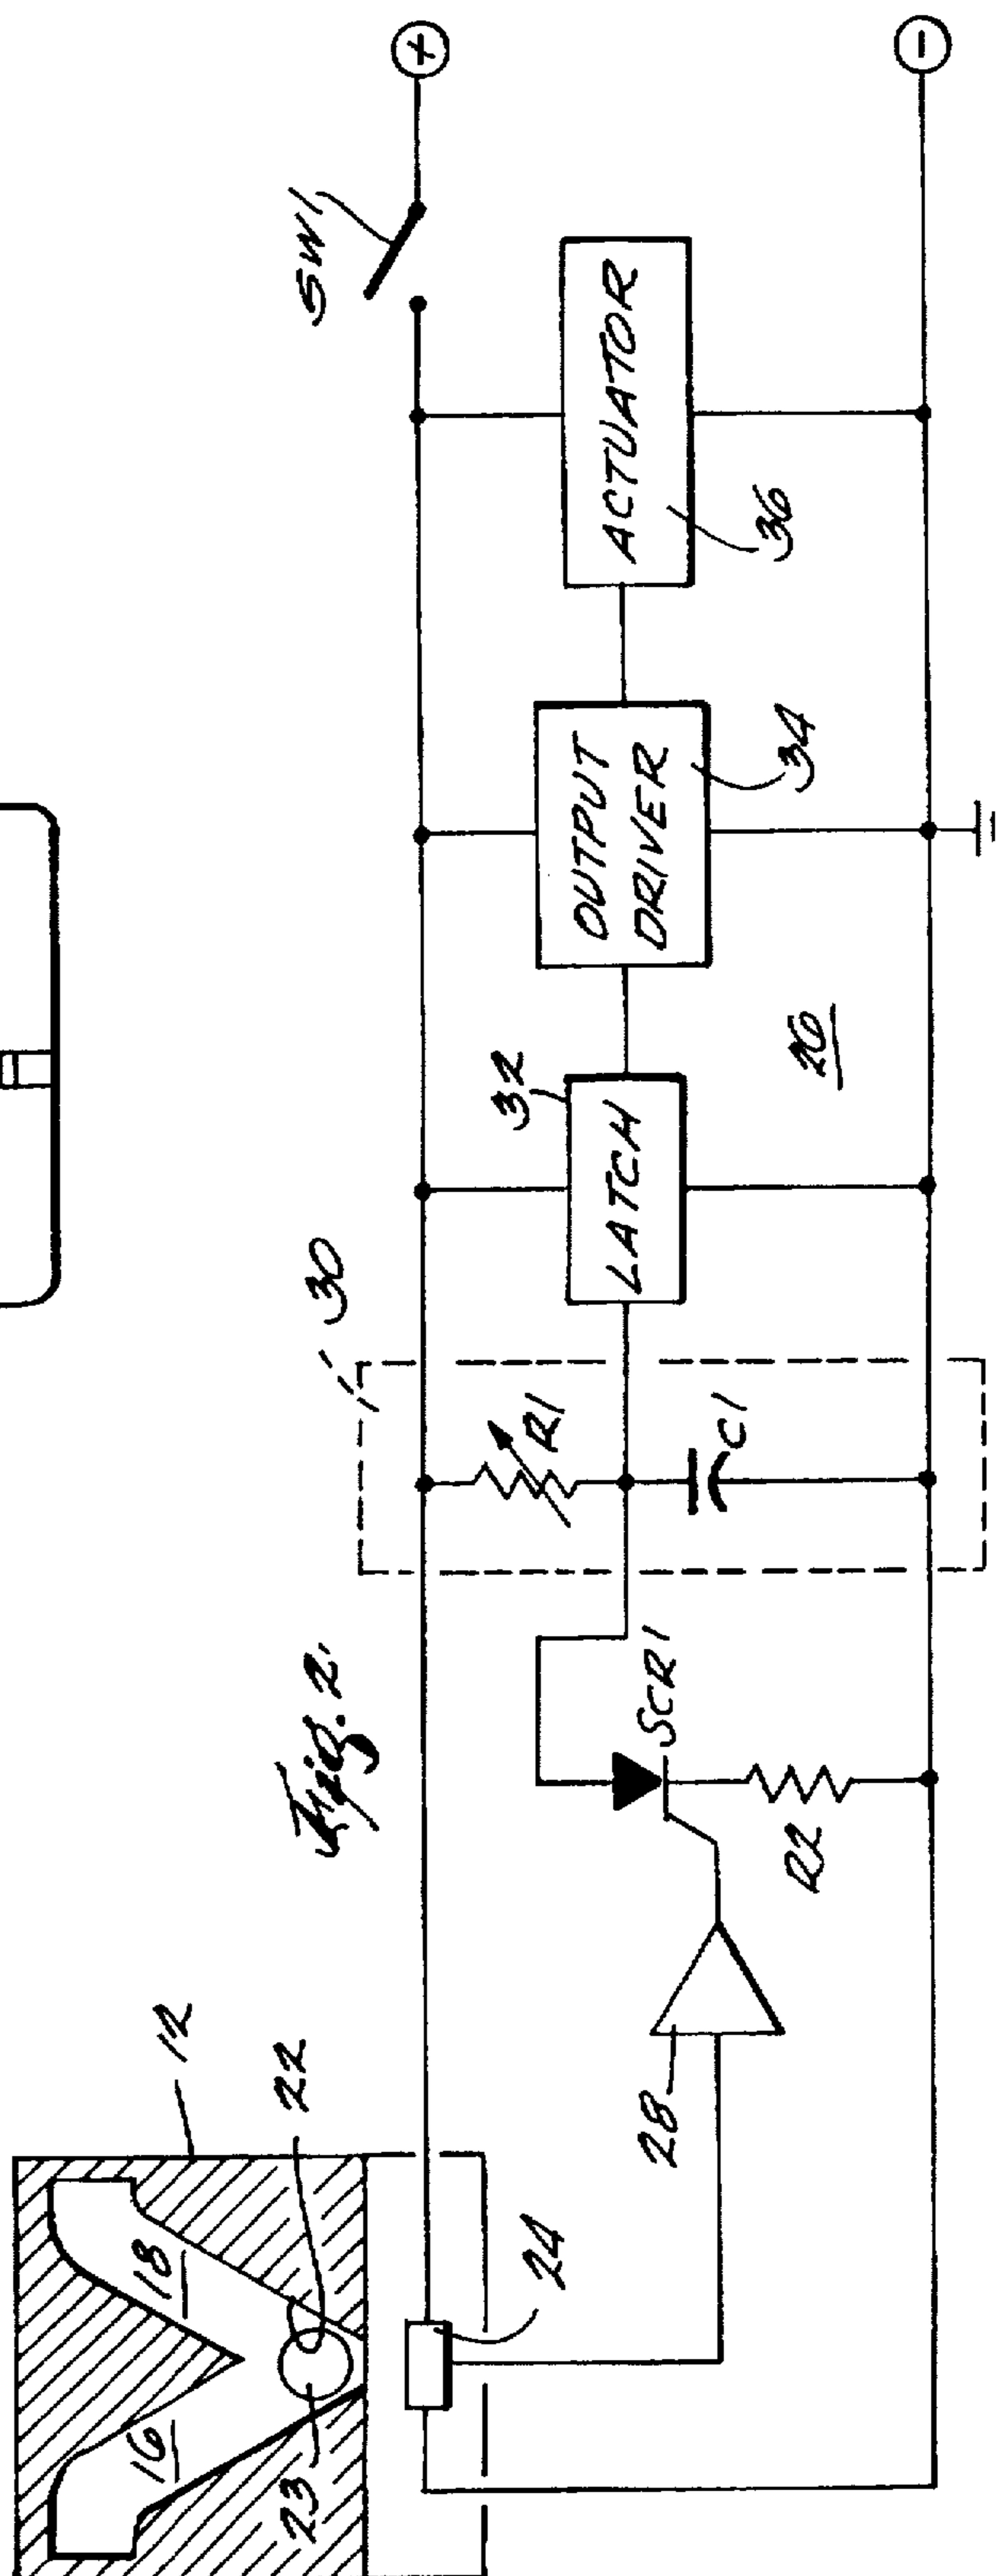 +
-
SW1
ACTUATOR
36
OUTPUT
DRIVER
34
32
LATCH
26
30
R1
C1
Fig. 2
SCR1
R2
28
12
22
18
16
23
24